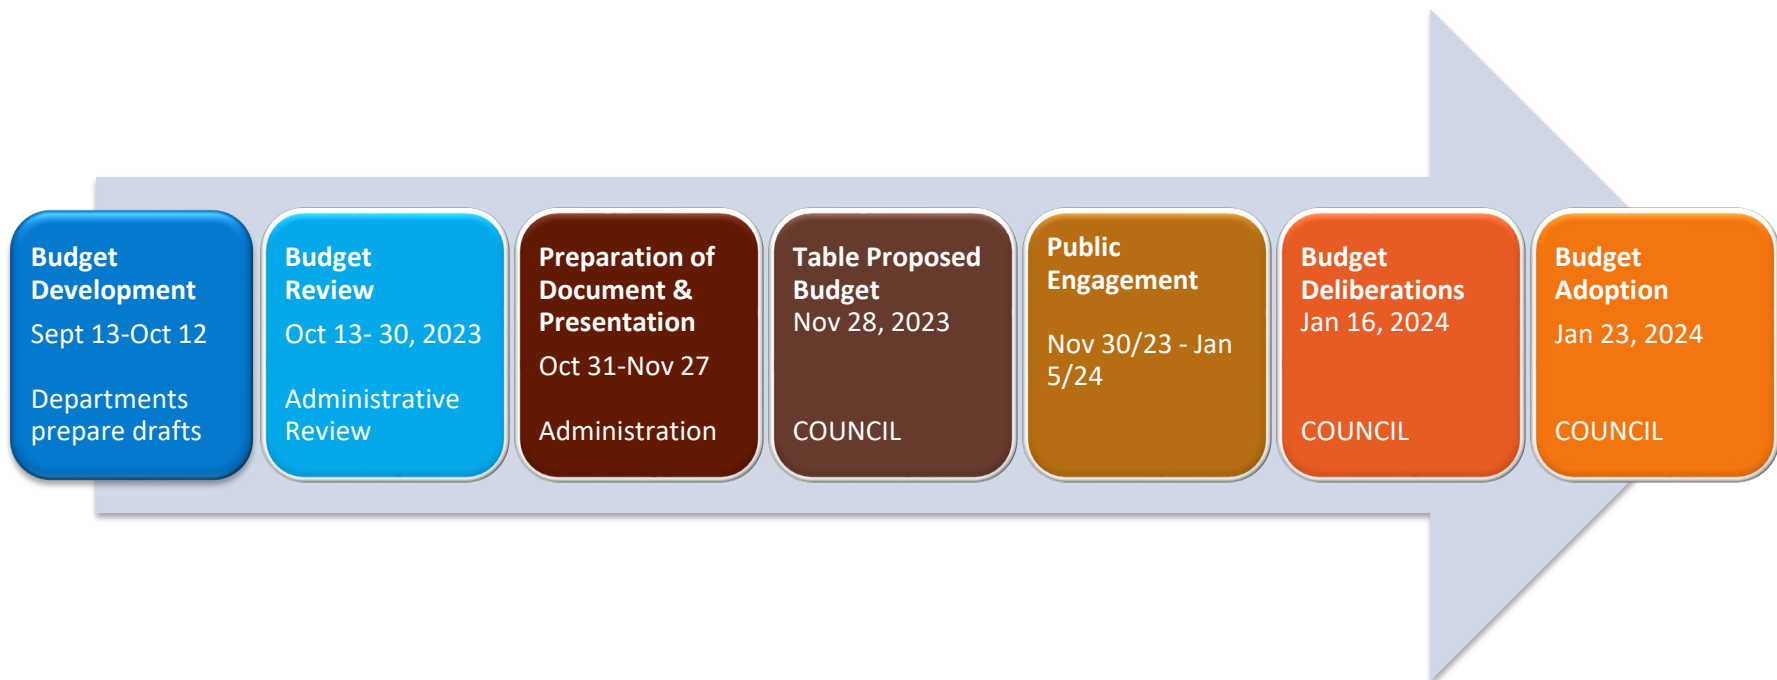 Budget
Development
Sept 13-Oct 12
Departments
prepare drafts
Budget
Review
Oct 13- 30, 2023
Administrative
Review
Preparation of
Document &
Presentation
Oct 31-Nov 27
Administration
Table Proposed
Budget
Nov 28, 2023
COUNCIL
Public
Engagement
Nov 30/23 - Jan
5/24
Budget
Deliberations
Jan 16, 2024
COUNCIL
Budget
Adoption
Jan 23, 2024
COUNCIL